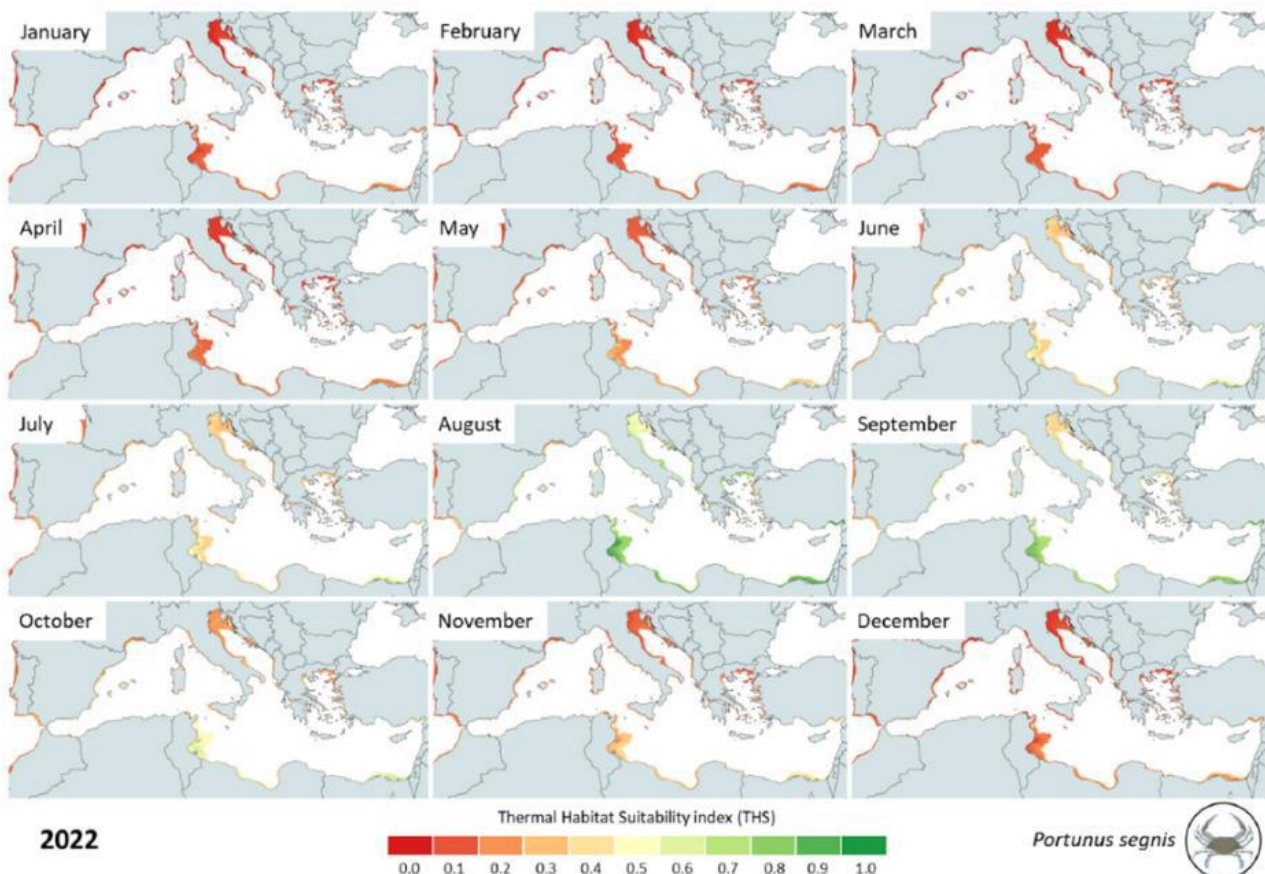 January
February
March
April
May
June
July
August
September
October
November
December
2022
Thermal Habitat Suitability index (THS)
0.0 0.1 0.2 0.3 0.4 0.5 0.6 0.7 0.8 0.9 1.0
Portunus segnis